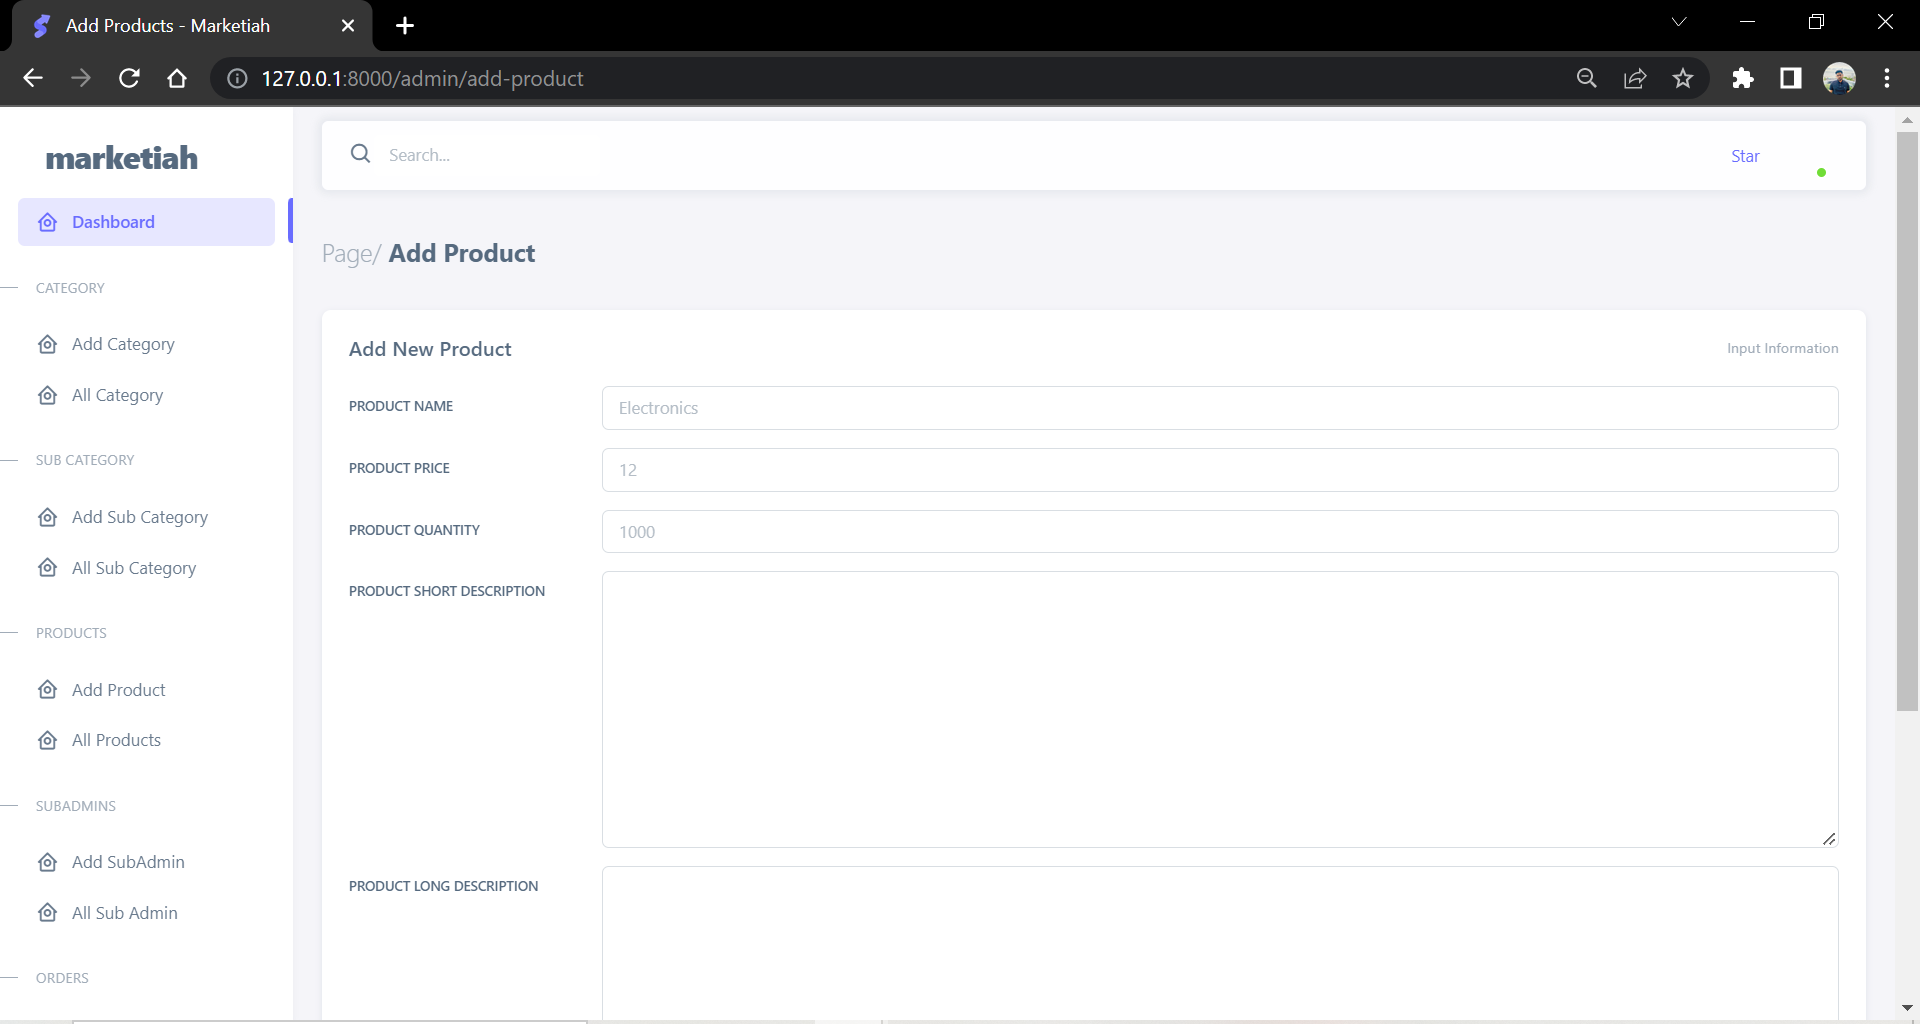 Add Products - Marketiah
127.0.0.1:8000/admin/add-product
marketiah
Dashboard
CATEGORY
Add Category
All Category
SUB CATEGORY
Add Sub Category
All Sub Category
PRODUCTS
Add Product
All Products
SUBADMINS
Add SubAdmin
All Sub Admin
ORDERS
Search...
Star
Page/ Add Product
Add New Product
Input Information
PRODUCT NAME
Electronics
PRODUCT PRICE
12
PRODUCT QUANTITY
1000
PRODUCT SHORT DESCRIPTION
PRODUCT LONG DESCRIPTION